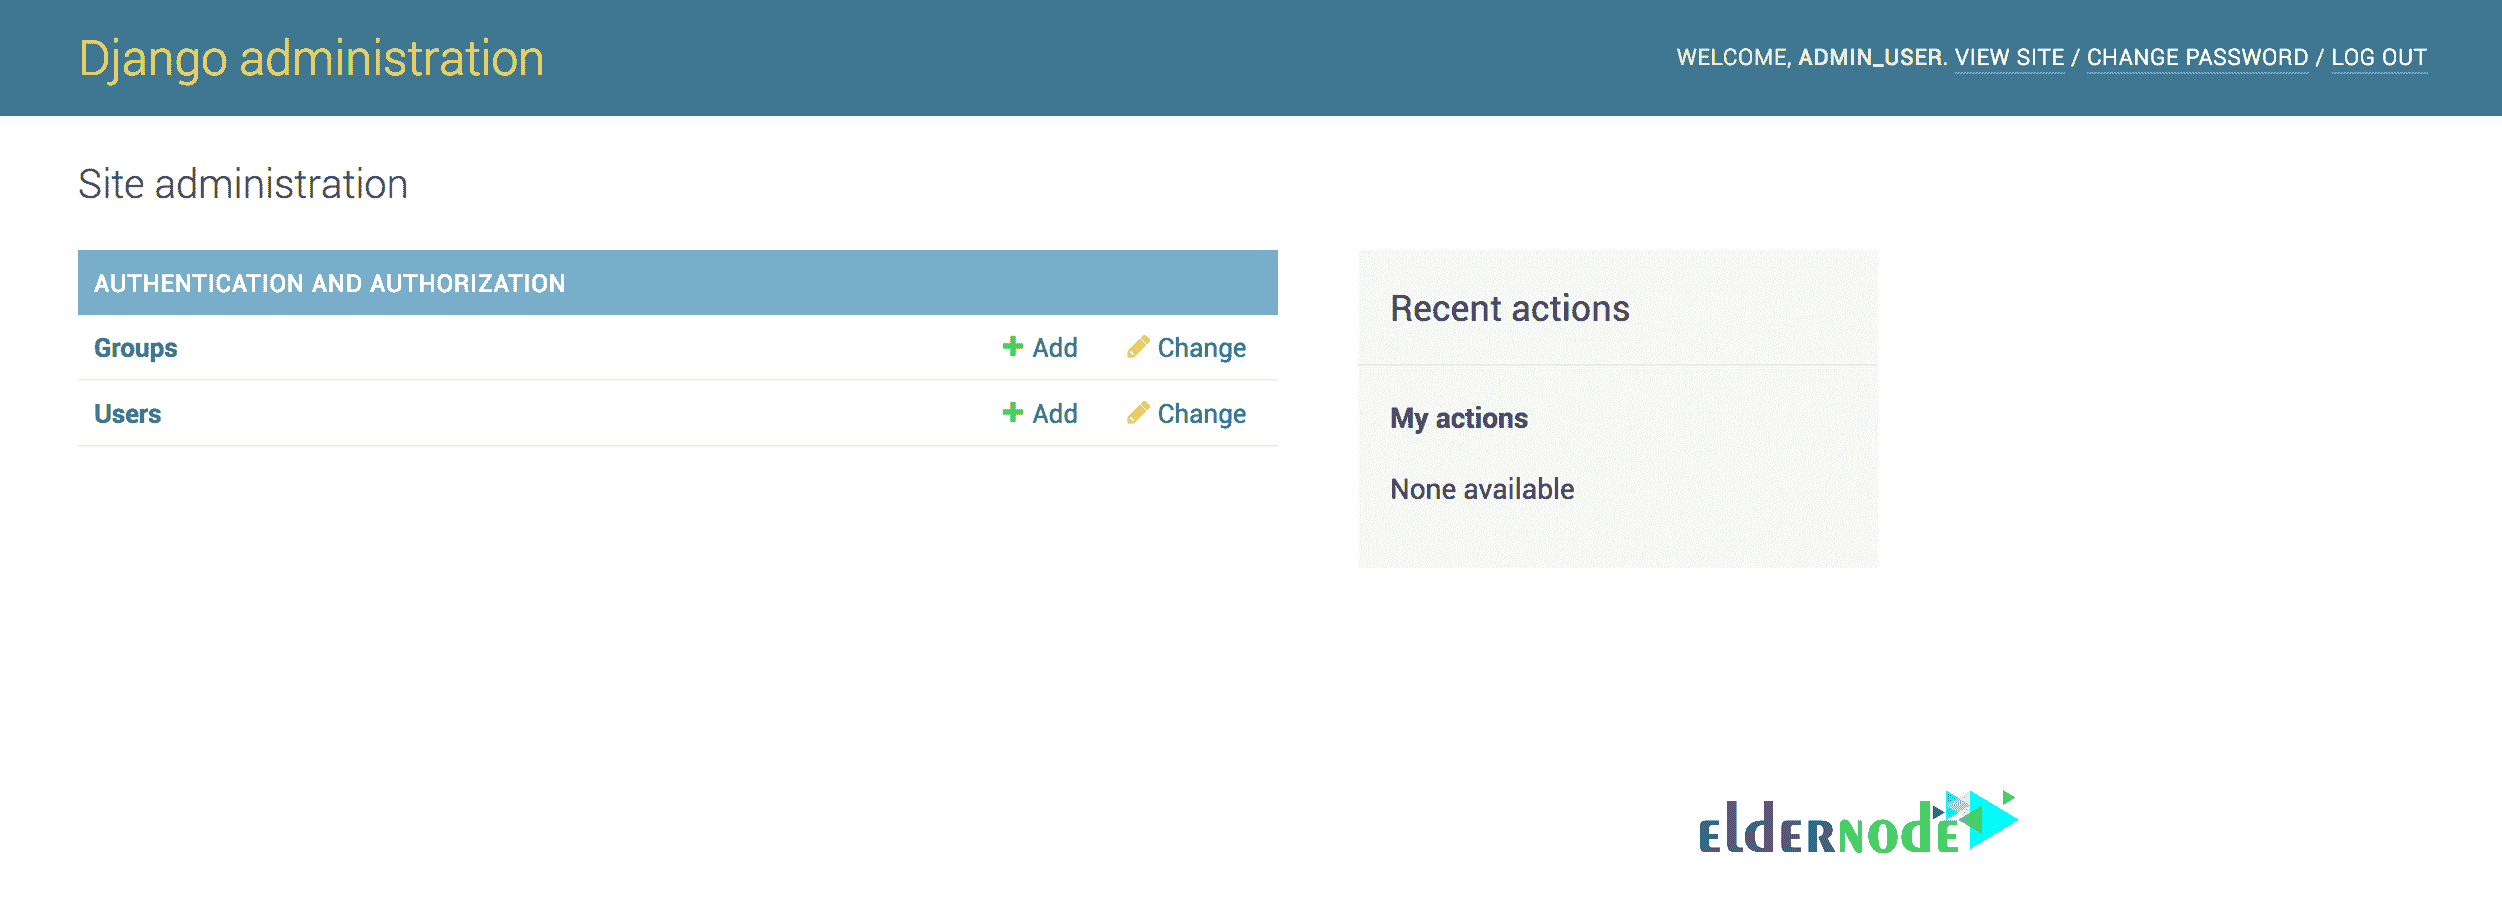 Django administration
WELCOME, ADMIN_USER. VIEW SITE / CHANGE PASSWORD / LOG OUT
Site administration
AUTHENTICATION AND AUTHORIZATION
Groups + Add Change
Users + Add Change
Recent actions
My actions
None available
ElderNode